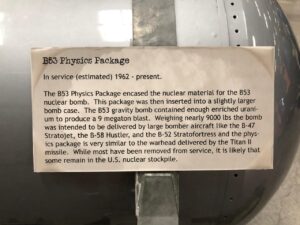 B53 Physics Package
In service (estimated) 1962 - present.
The B53 Physics Package encased the nuclear material for the B53
nuclear bomb. This package was then inserted into a slightly larger
bomb case. The B53 gravity bomb contained enough enriched urani-
um to produce a 9 megaton blast. Weighing nearly 9000 lbs the bomb
was intended to be delivered by large bomber aircraft like the B-47
Stratojet, the B-58 Hustler, and the B-52 Stratofortress and the phys-
ics package is very similar to the warhead delivered by the Titan II
missile. While most have been removed from service, it is likely that
some remain in the U.S. nuclear stockpile.